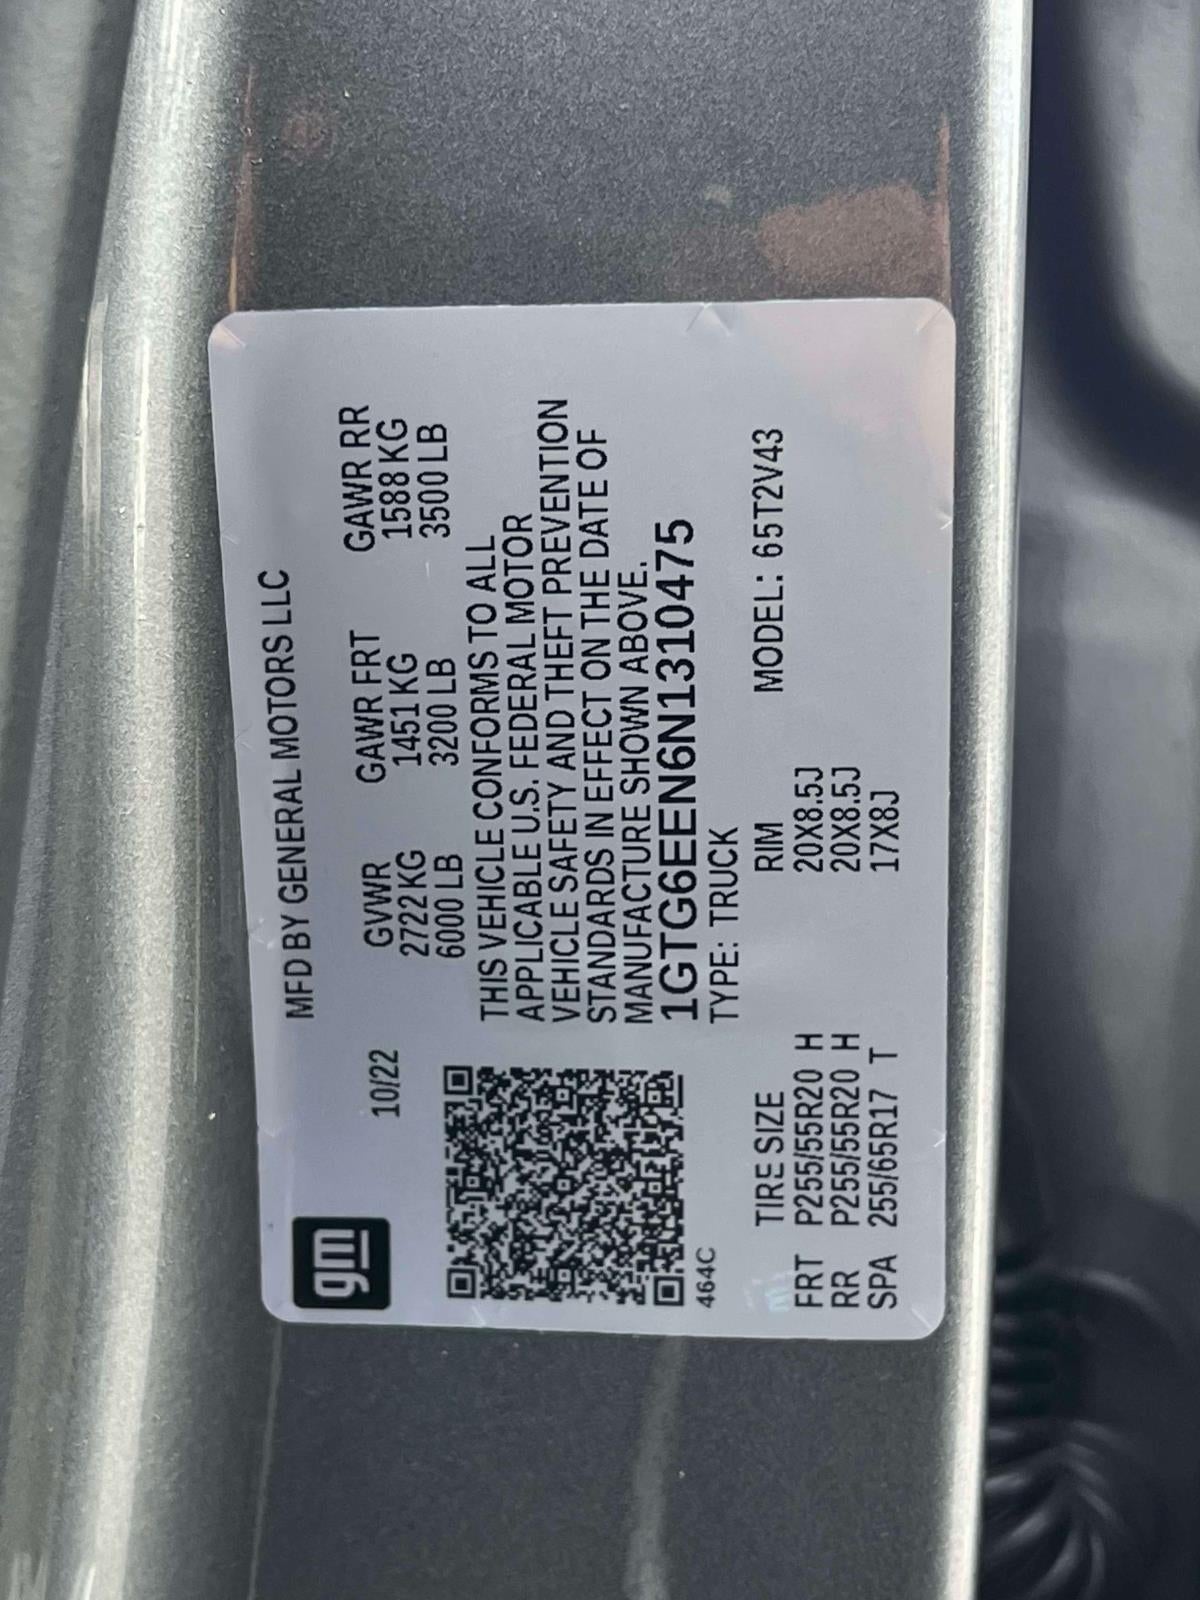 gm
MFD BY GENERAL MOTORS LLC
10/22
GVWR GAWR FRT GAWR RR
2722 KG 1451 KG 1588 KG
6000 LB 3200 LB 3500 LB
THIS VEHICLE CONFORMS TO ALL
APPLICABLE U.S. FEDERAL MOTOR
VEHICLE SAFETY AND THEFT PREVENTION
STANDARDS IN EFFECT ON THE DATE OF
MANUFACTURE SHOWN ABOVE.
1GTG6EEN6N1310475
464C
TYPE: TRUCK
TIRE SIZE RIM MODEL: 65T2V43
FRT P255/55R20 H 20X8.5J
RR P255/55R20 H 20X8.5J
SPA 255/65R17 T 17X8J